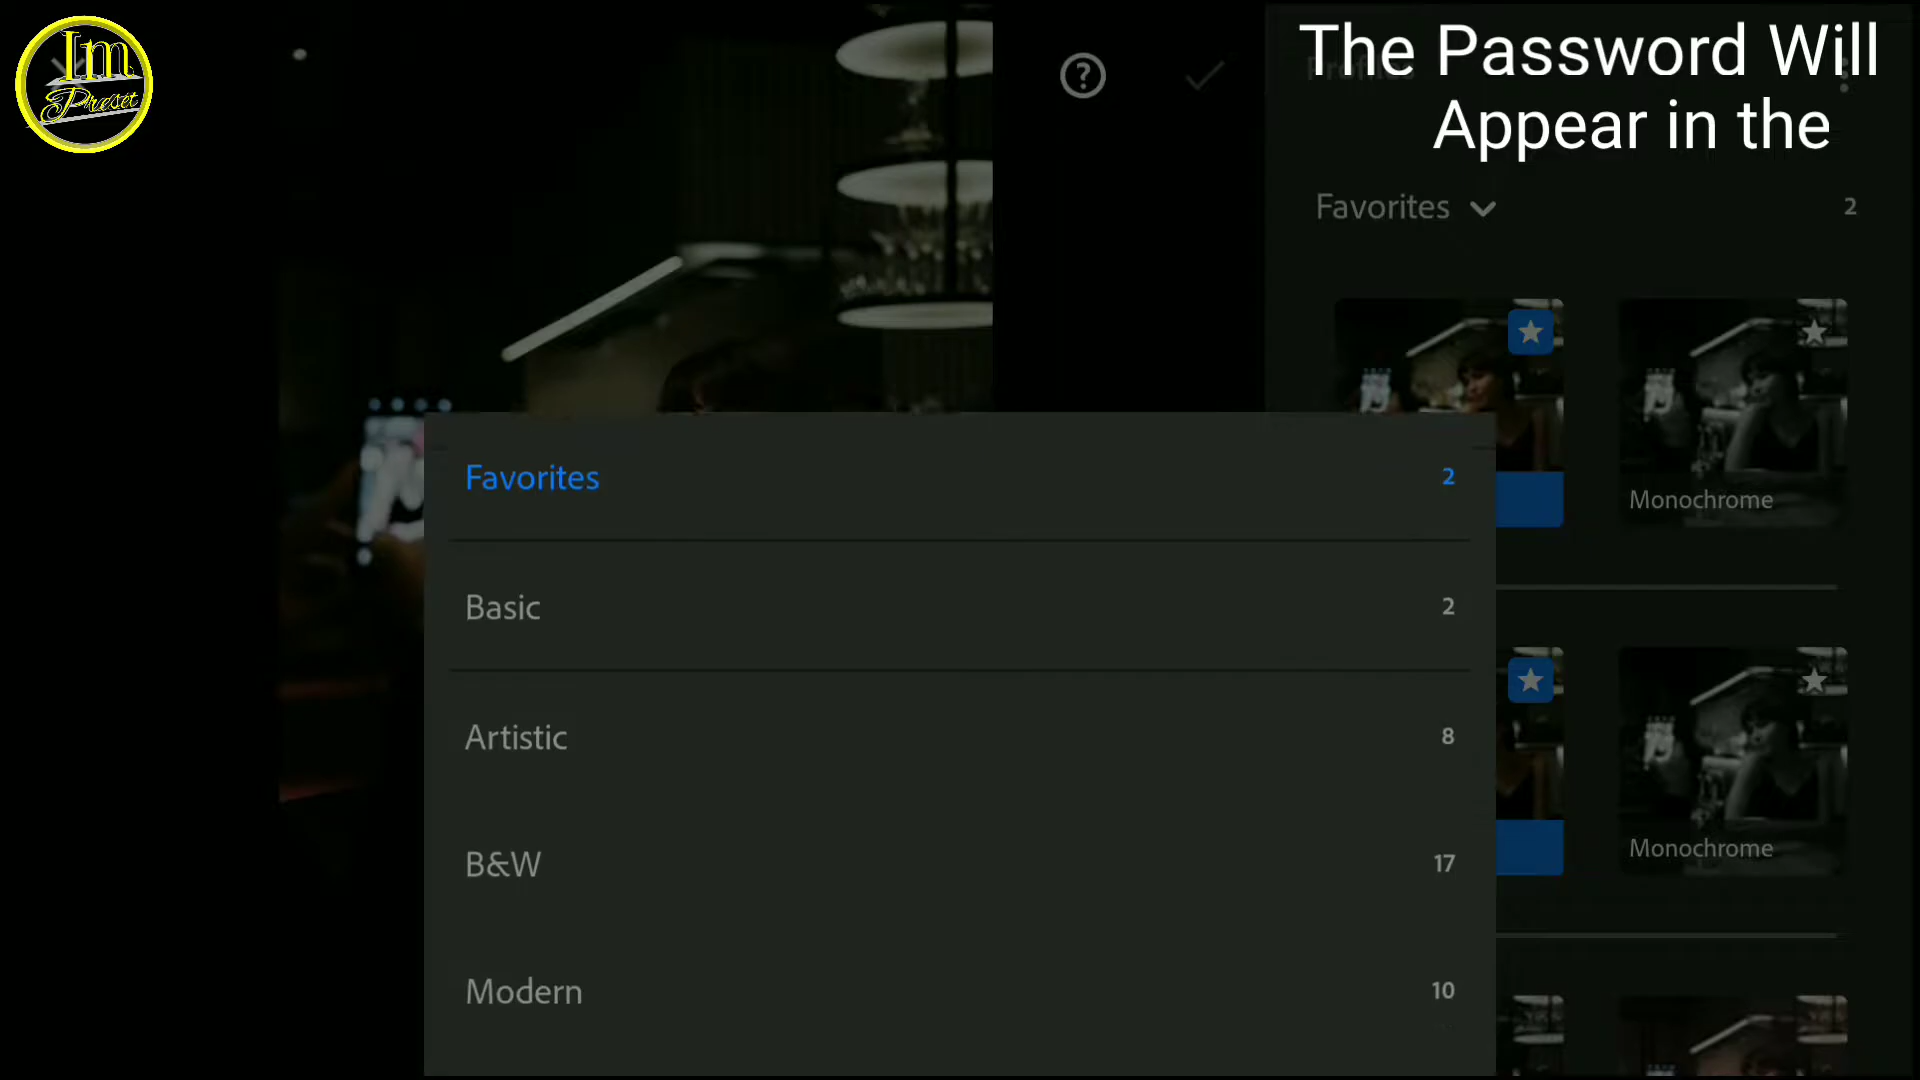 Im
Preset
The Password Will
Appear in the
Favorites 2
Monochrome
Monochrome
Favorites 2
Basic 2
Artistic 8
B&W 17
Modern 10